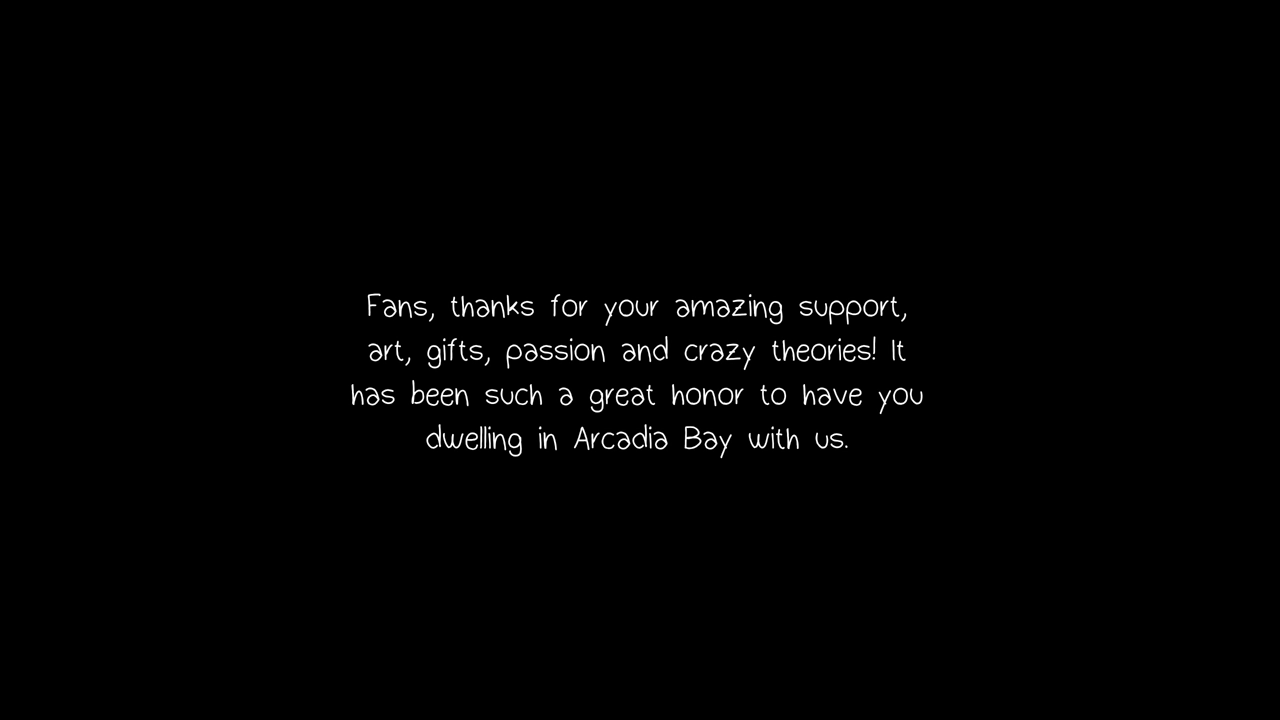 Fans, thanks for your amazing support,
art, gifts, passion and crazy theories! It
has been such a great honor to have you
dwelling in Arcadia Bay with us.